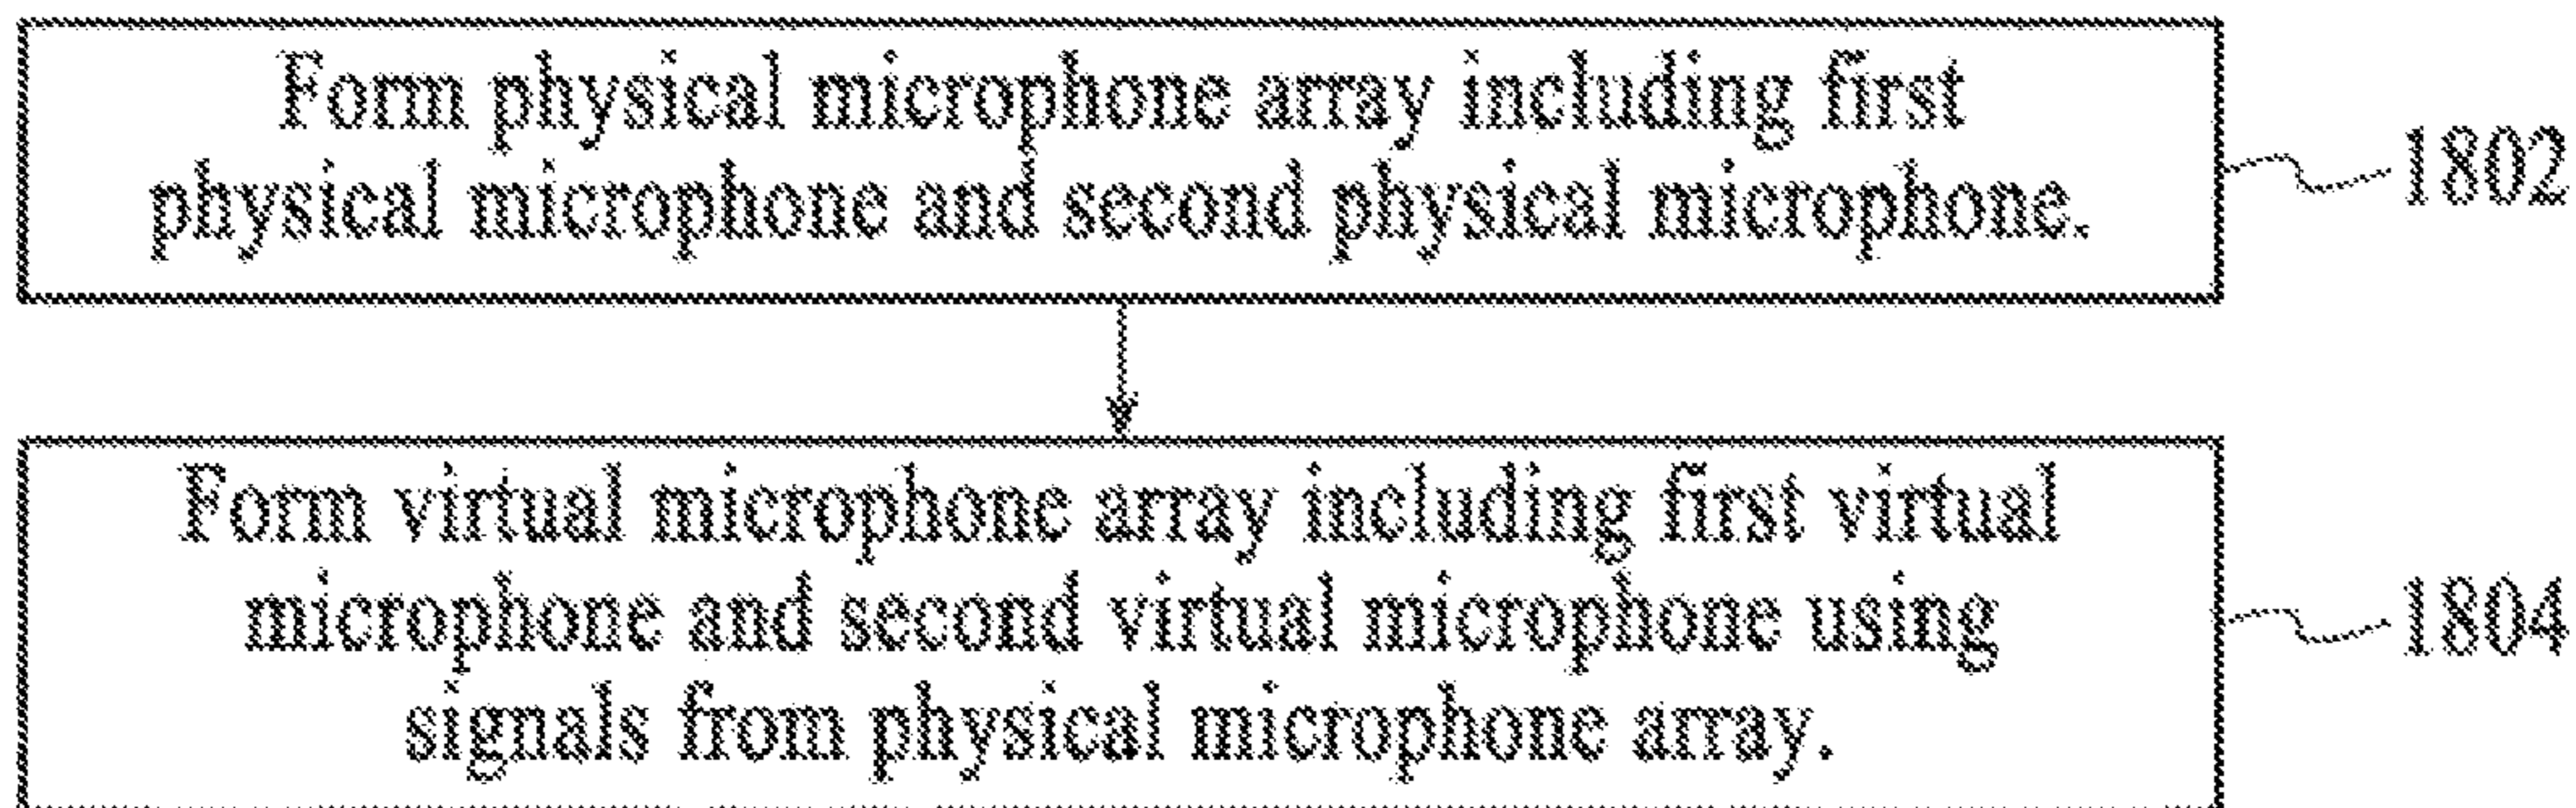 Form physical microphone array including first
physical microphone and second physical microphone.
1802
Form virtual microphone array including first virtual
microphone and second virtual microphone using
signals from physical microphone array.
1804